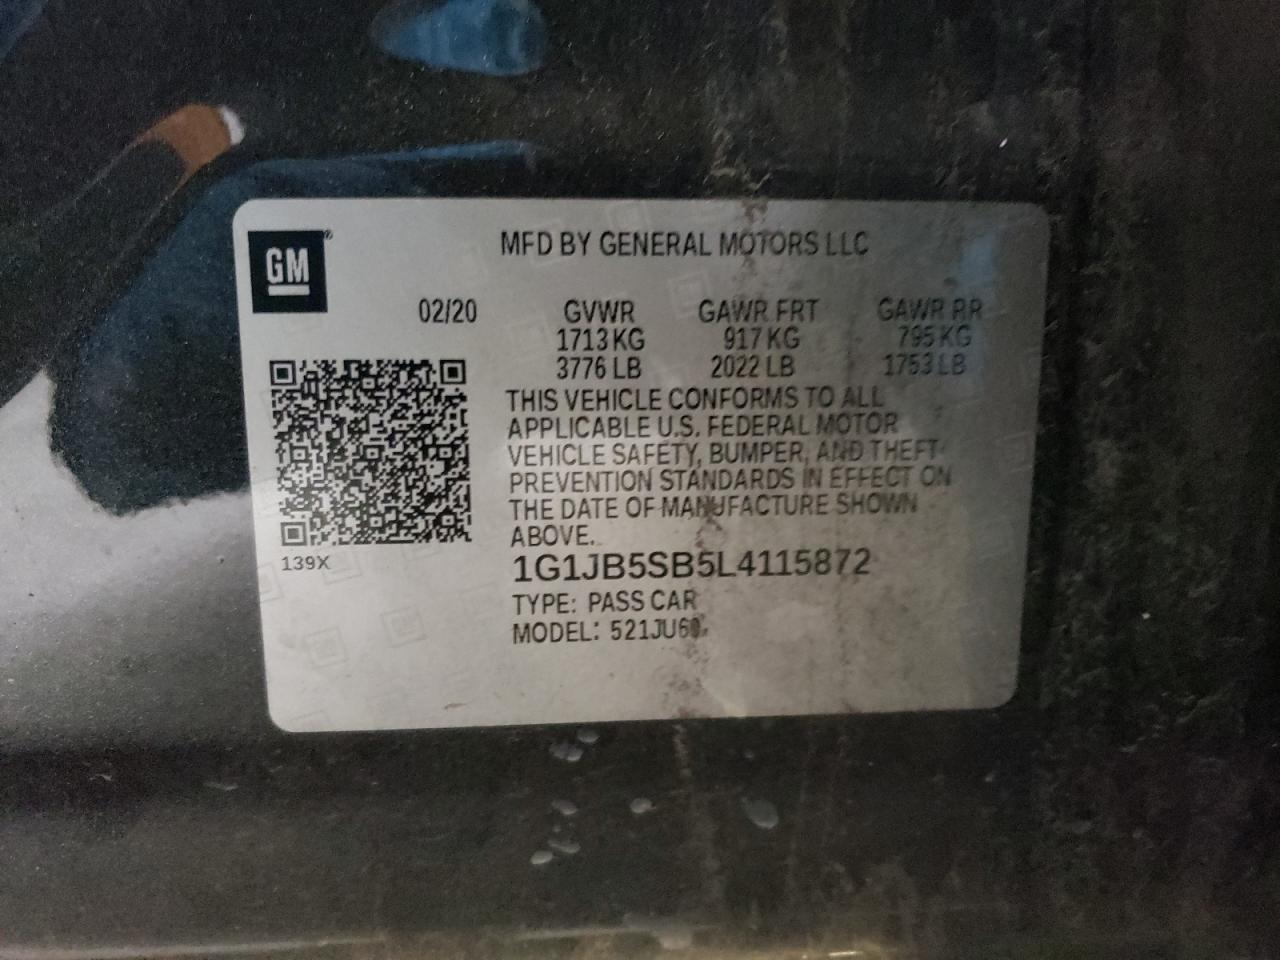 GM®
MFD BY GENERAL MOTORS LLC
02/20 GVWR GAWR FRT GAWR RR
1713 KG 917 KG 795 KG
3776 LB 2022 LB 1753 LB
THIS VEHICLE CONFORMS TO ALL
APPLICABLE U.S. FEDERAL MOTOR
VEHICLE SAFETY, BUMPER, AND THEFT
PREVENTION STANDARDS IN EFFECT ON
THE DATE OF MANUFACTURE SHOWN
ABOVE.
139X
1G1JB5SB5L4115872
TYPE: PASS CAR
MODEL: 521JU60